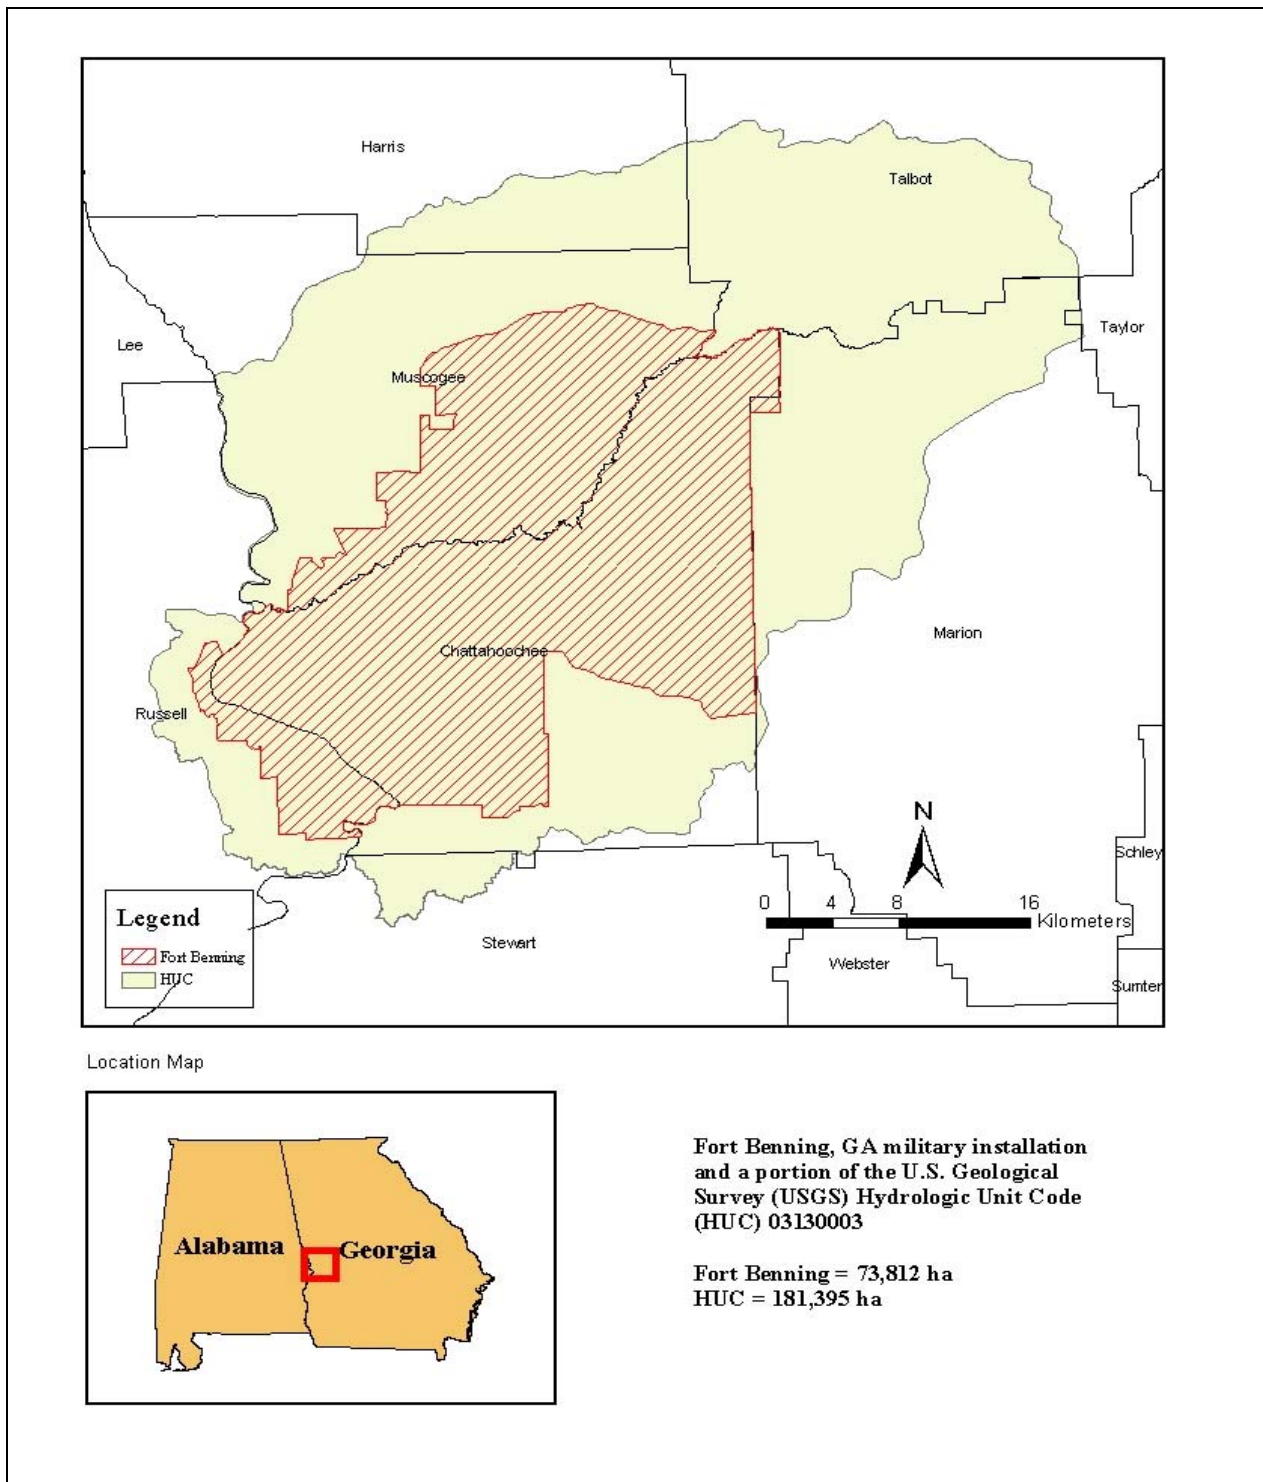 Harris
Talbot
Lee
Taylor
Muscogee
Chattahoochee
Marion
Russell
N
Schley
0 4 8 16
Kilometers
Legend
Fort Benning
HUC
Stewart
Webster
Sumter
Location Map
Alabama
Georgia
Fort Benning, GA military installation
and a portion of the U.S. Geological
Survey (USGS) Hydrologic Unit Code
(HUC) 03130003
Fort Benning = 73,812 ha
HUC = 181,395 ha